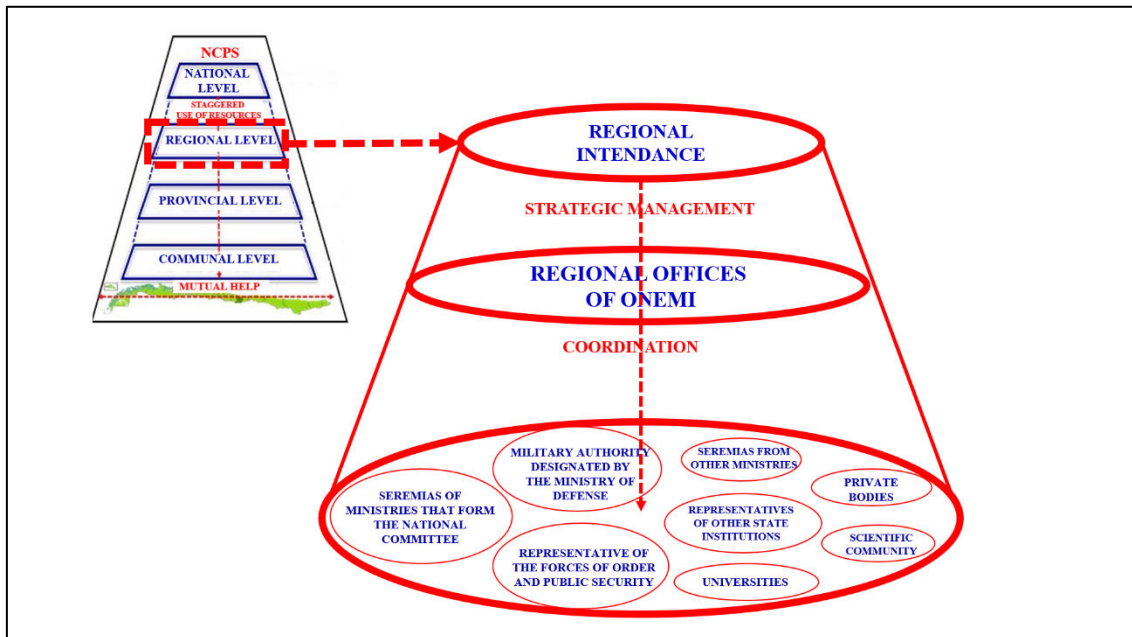 NCPS
NATIONAL
LEVEL
STAGGERED
USE OF RESOURCES
REGIONAL LEVEL
PROVINCIAL LEVEL
COMMUNAL LEVEL
MUTUAL HELP
REGIONAL
INTENDANCE
STRATEGIC MANAGEMENT
REGIONAL OFFICES
OF ONEMI
COORDINATION
SEREMIAS OF
MINISTRIES THAT FORM
THE NATIONAL
COMMITTEE
MILITARY AUTHORITY
DESIGNATED BY
THE MINISTRY OF
DEFENSE
REPRESENTATIVE OF
THE FORCES OF ORDER
AND PUBLIC SECURITY
SEREMIAS FROM
OTHER MINISTRIES
REPRESENTATIVES
OF OTHER STATE
INSTITUTIONS
UNIVERSITIES
PRIVATE
BODIES
SCIENTIFIC
COMMUNITY